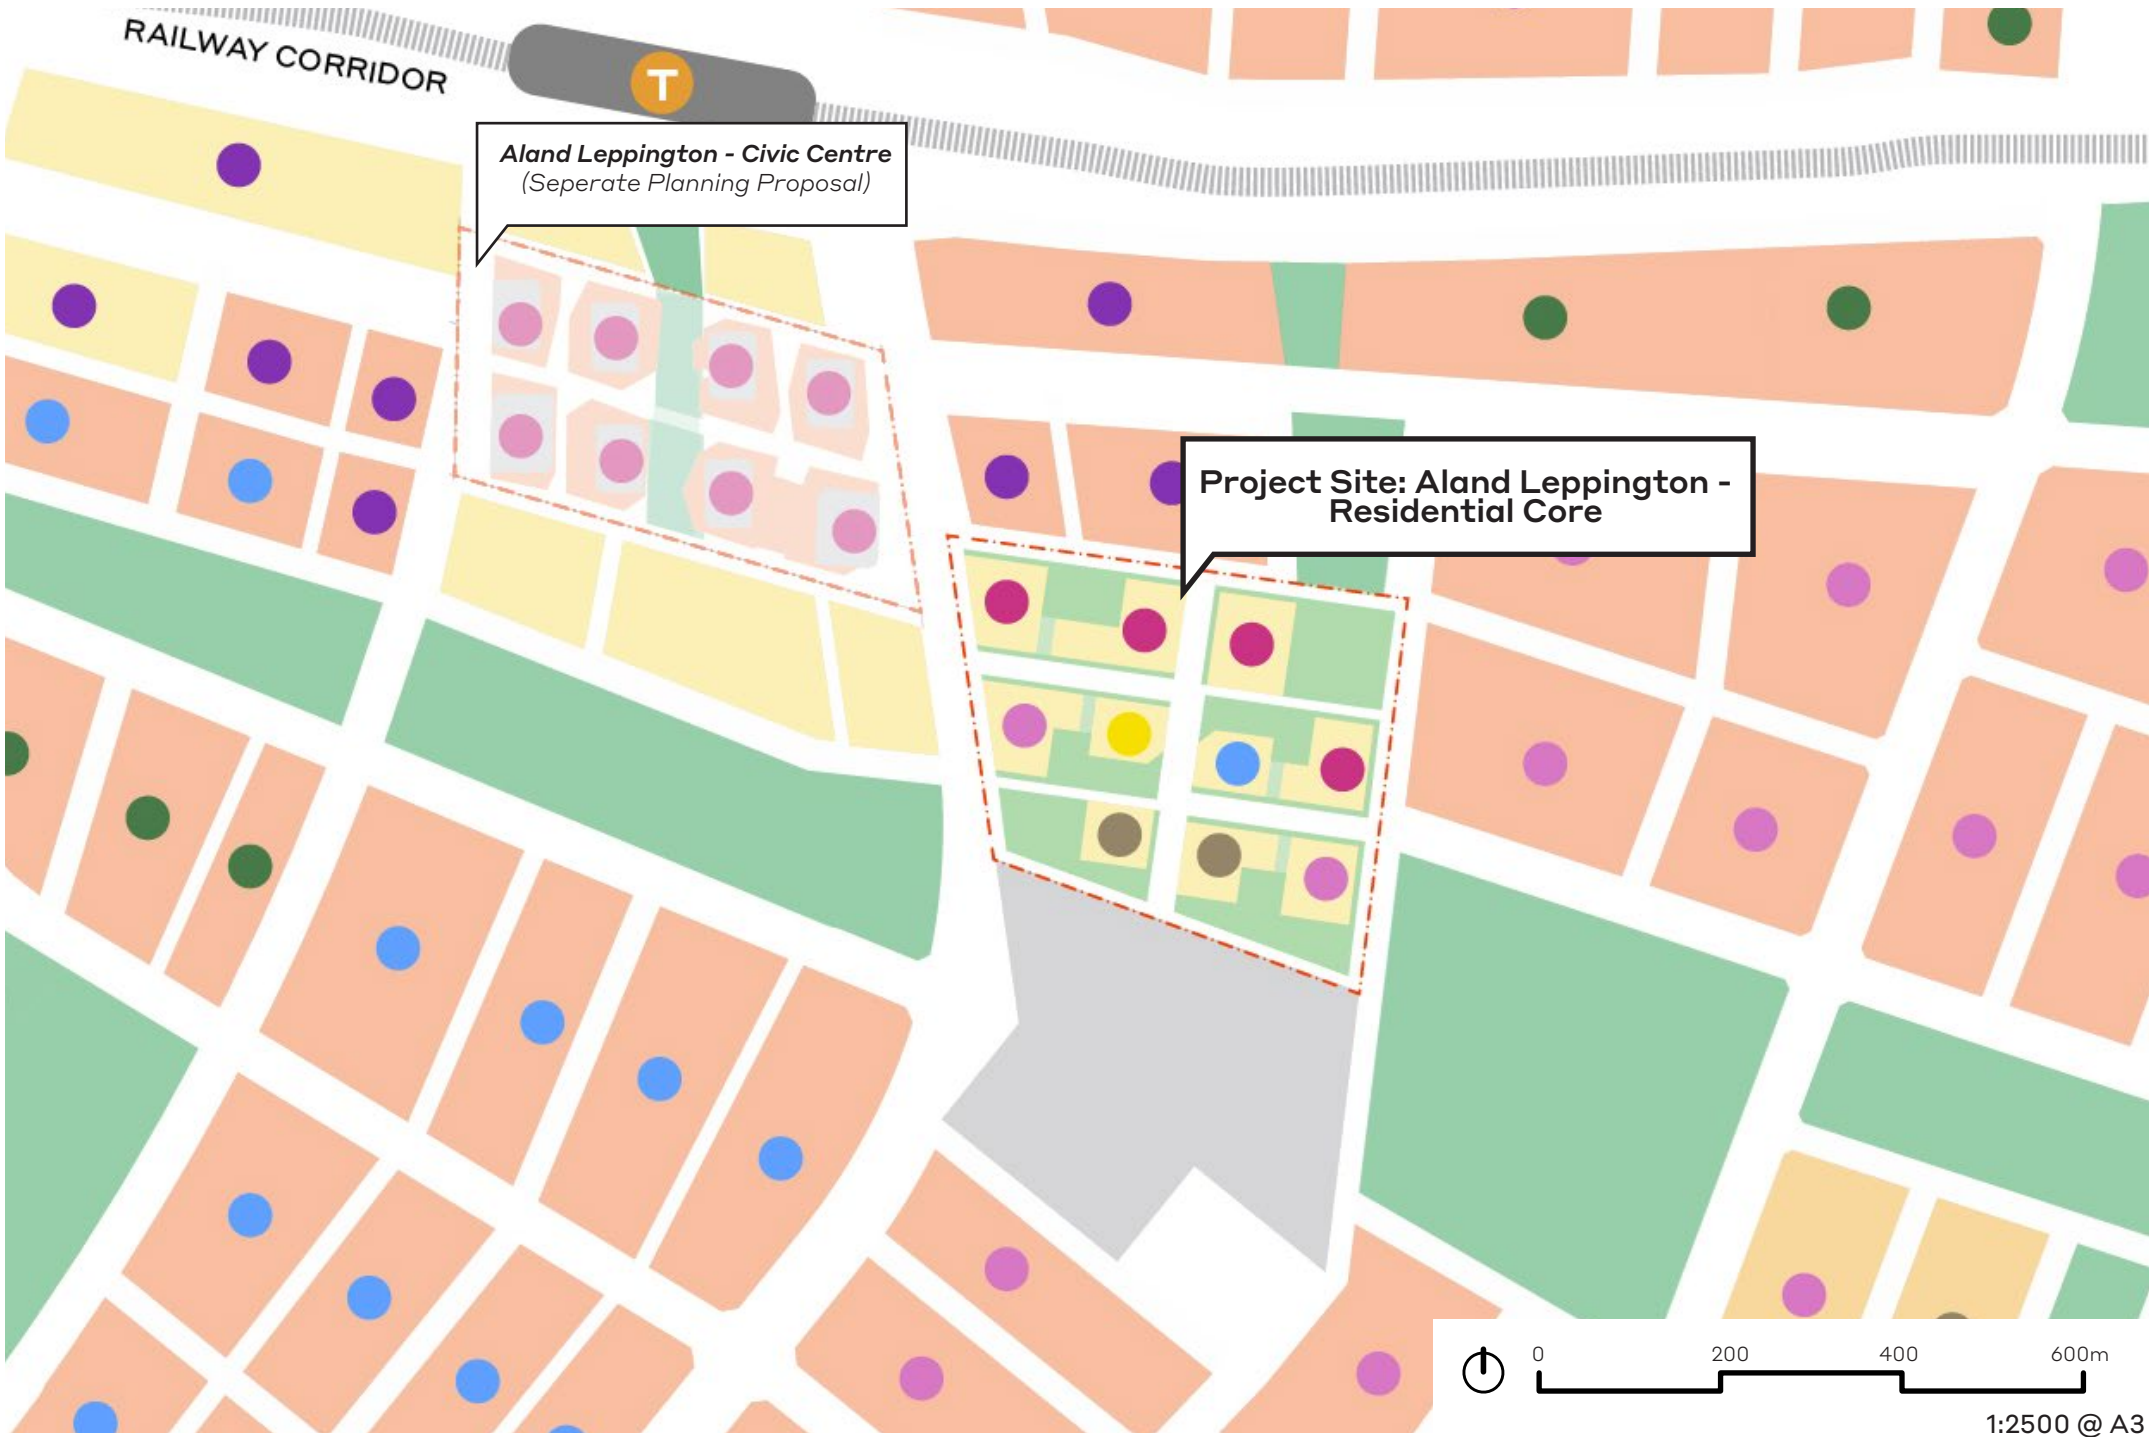 RAILWAY CORRIDOR
T
Aland Leppington - Civic Centre
(Seperate Planning Proposal)
Project Site: Aland Leppington -
Residential Core
0 200 400 600m
1:2500 @ A3